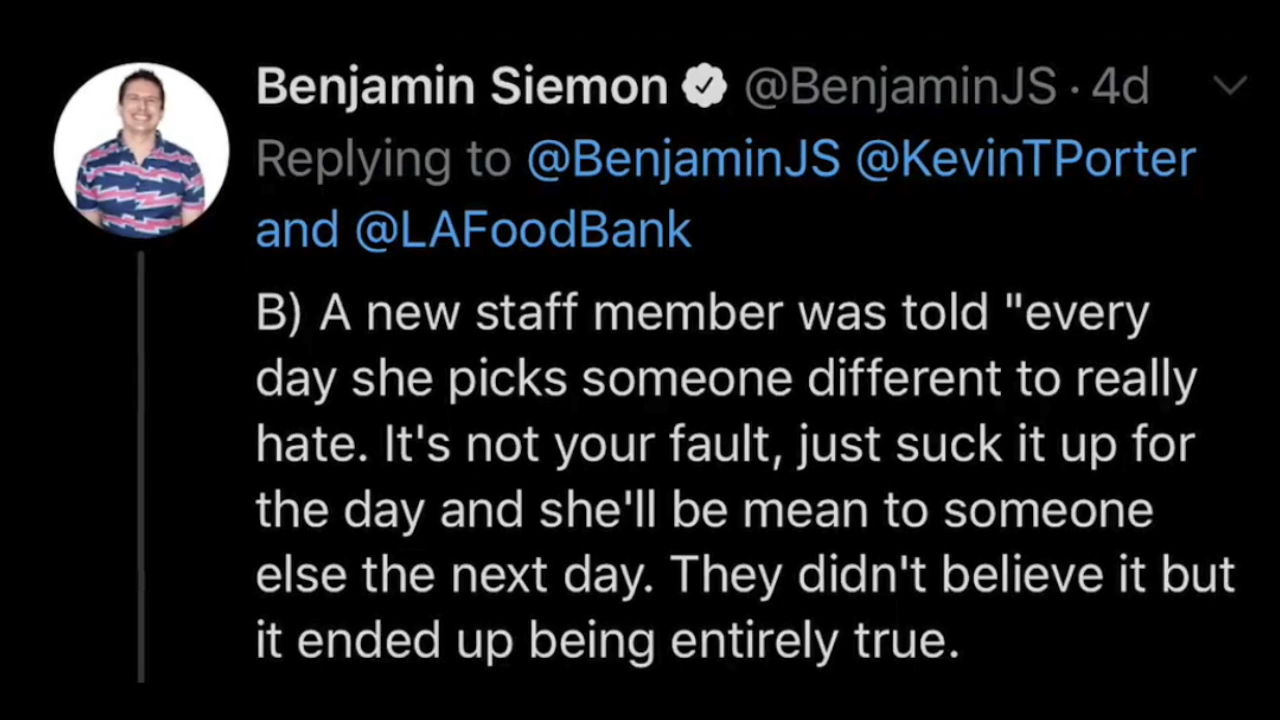 Benjamin Siemon @BenjaminJS · 4d
Replying to @BenjaminJS @KevinTPorter
and @LAFoodBank
B) A new staff member was told "every
day she picks someone different to really
hate. It's not your fault, just suck it up for
the day and she'll be mean to someone
else the next day. They didn't believe it but
it ended up being entirely true.